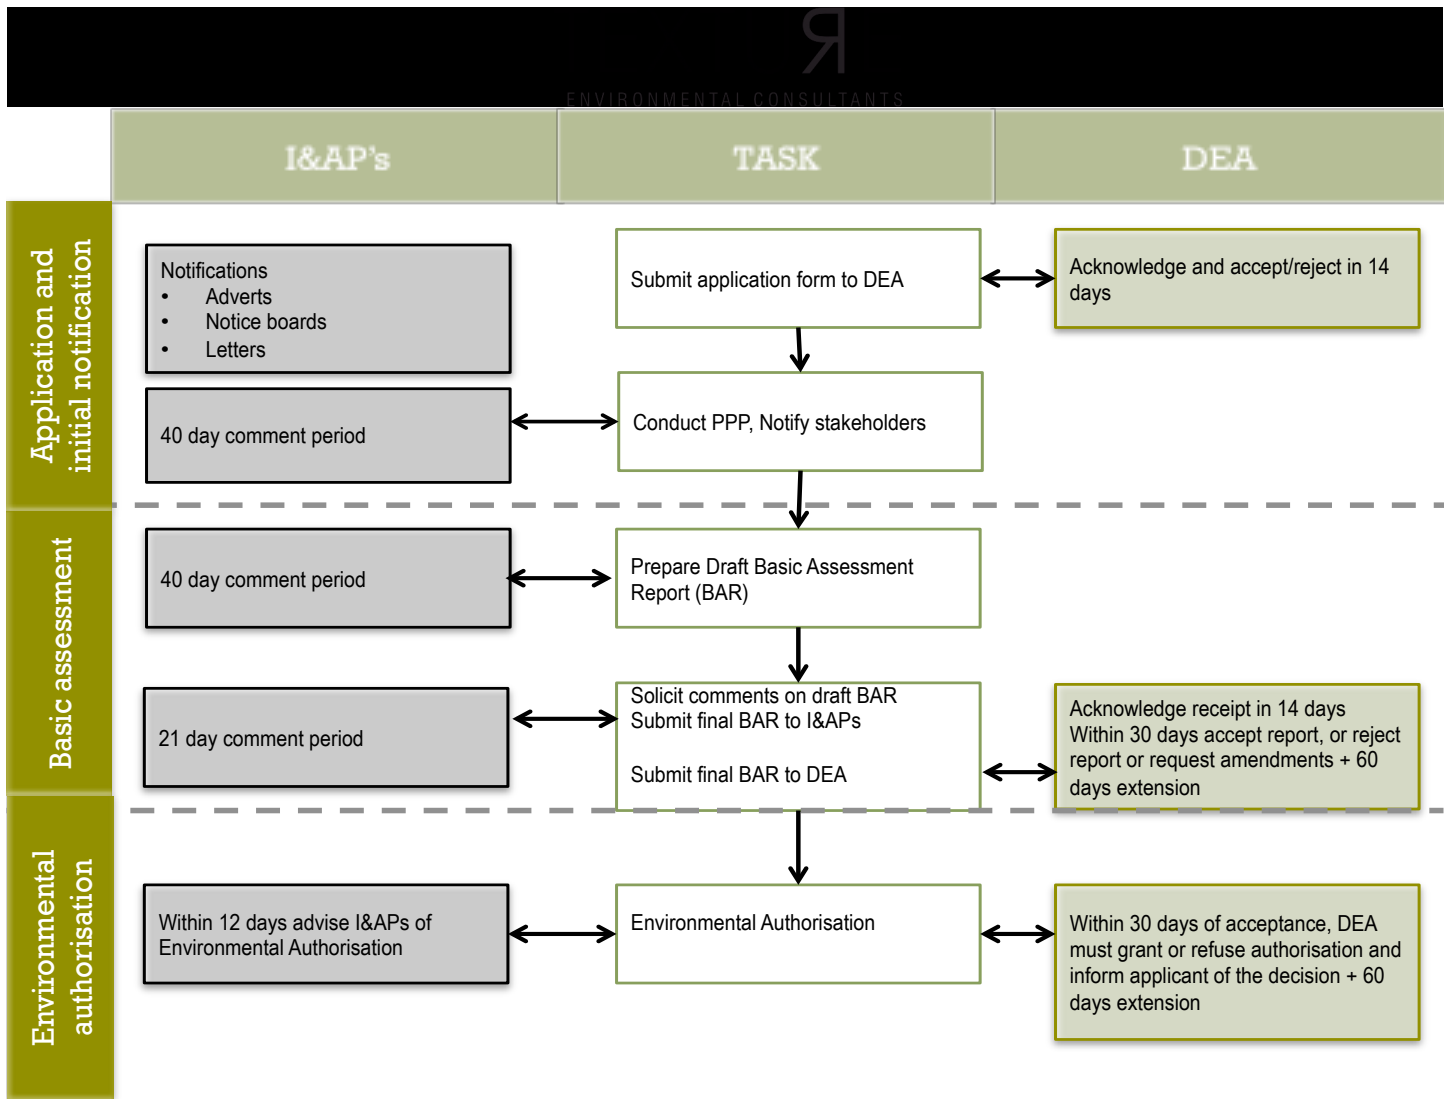 R
ENVIRONMENTAL CONSULTANTS
I&AP's
TASK
DEA
Application and
initial notification
Notifications
• Adverts
• Notice boards
• Letters
Submit application form to DEA
Acknowledge and accept/reject in 14
days
40 day comment period
Conduct PPP, Notify stakeholders
Basic assessment
40 day comment period
Prepare Draft Basic Assessment
Report (BAR)
21 day comment period
Solicit comments on draft BAR
Submit final BAR to I&APs
Submit final BAR to DEA
Acknowledge receipt in 14 days
Within 30 days accept report, or reject
report or request amendments + 60
days extension
Environmental
authorisation
Within 12 days advise I&APs of
Environmental Authorisation
Environmental Authorisation
Within 30 days of acceptance, DEA
must grant or refuse authorisation and
inform applicant of the decision + 60
days extension